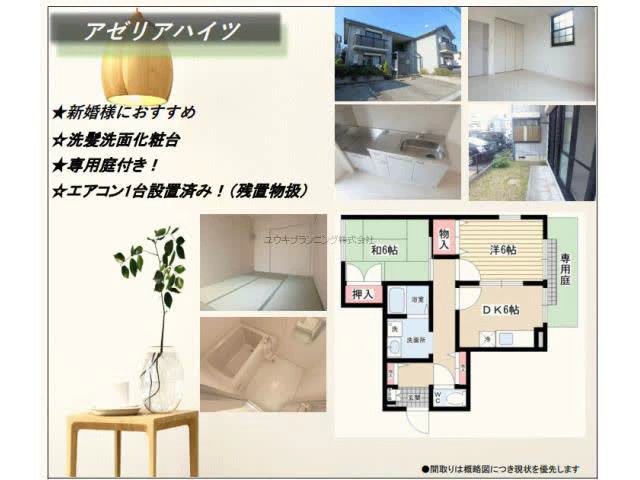 アゼリアハイツ
★新婚様におすすめ
★洗髪洗面化粧台
★専用庭付き！
★エアコン1台設置済み！（残置物扱）
ユウキプランニング株式会社
和6帖
物入
洋6帖
専用庭
押入
浴室
DK6帖
洗
洗面所
冷
物入
玄関
WC
●間取りは概略図につき現状を優先します